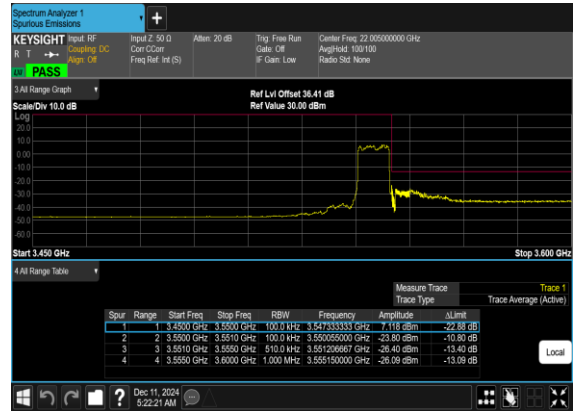 Spectrum Analyzer 1
Spurious Emissions
KEYSIGHT Input: RF Input Z: 50 Ω Atten: 20 dB Trig: Free Run Center Freq: 22.005000000 GHz
R T Coupling: DC Corr CCorr Gate: Off Avg|Hold: 100/100
Align: Off Freq Ref: Int (S) IF Gain: Low Radio Std: None
PASS
3 All Range Graph
Ref Lvl Offset 36.41 dB
Scale/Div 10.0 dB Ref Value 30.00 dBm
Log
20.0
10.0
0.00
-10.0
-20.0
-30.0
-40.0
-50.0
-60.0
Start 3.450 GHz Stop 3.600 GHz
4 All Range Table
Measure Trace Trace 1
Trace Type Trace Average (Active)
Spur Range Start Freq Stop Freq RBW Frequency Amplitude ΔLimit
1 1 3.4500 GHz 3.5500 GHz 100.0 kHz 3.547333333 GHz 7.118 dBm -22.88 dB
2 2 3.5500 GHz 3.5510 GHz 100.0 kHz 3.550055000 GHz -23.80 dBm -10.80 dB
3 3 3.5510 GHz 3.5550 GHz 510.0 kHz 3.551206667 GHz -26.40 dBm -13.40 dB
4 4 3.5550 GHz 3.6000 GHz 1.000 MHz 3.555150000 GHz -26.09 dBm -13.09 dB
Local
Dec 11, 2024
5:22:21 AM